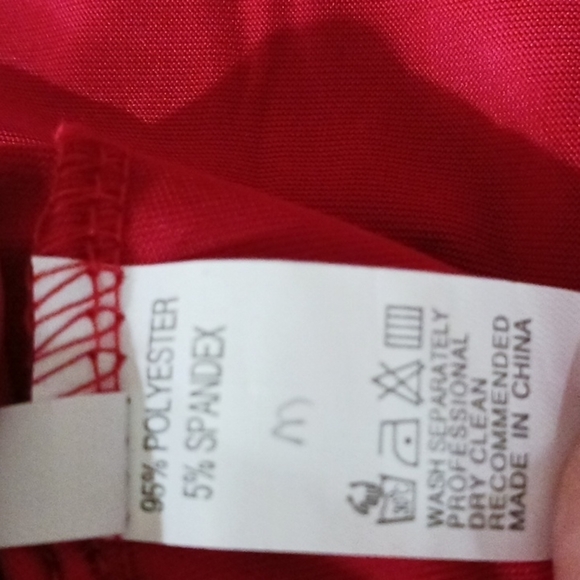 95% POLYESTER
5% SPANDEX
M
WASH SEPARATELY
PROFESSIONAL
DRY CLEAN
RECOMMENDED
MADE IN CHINA